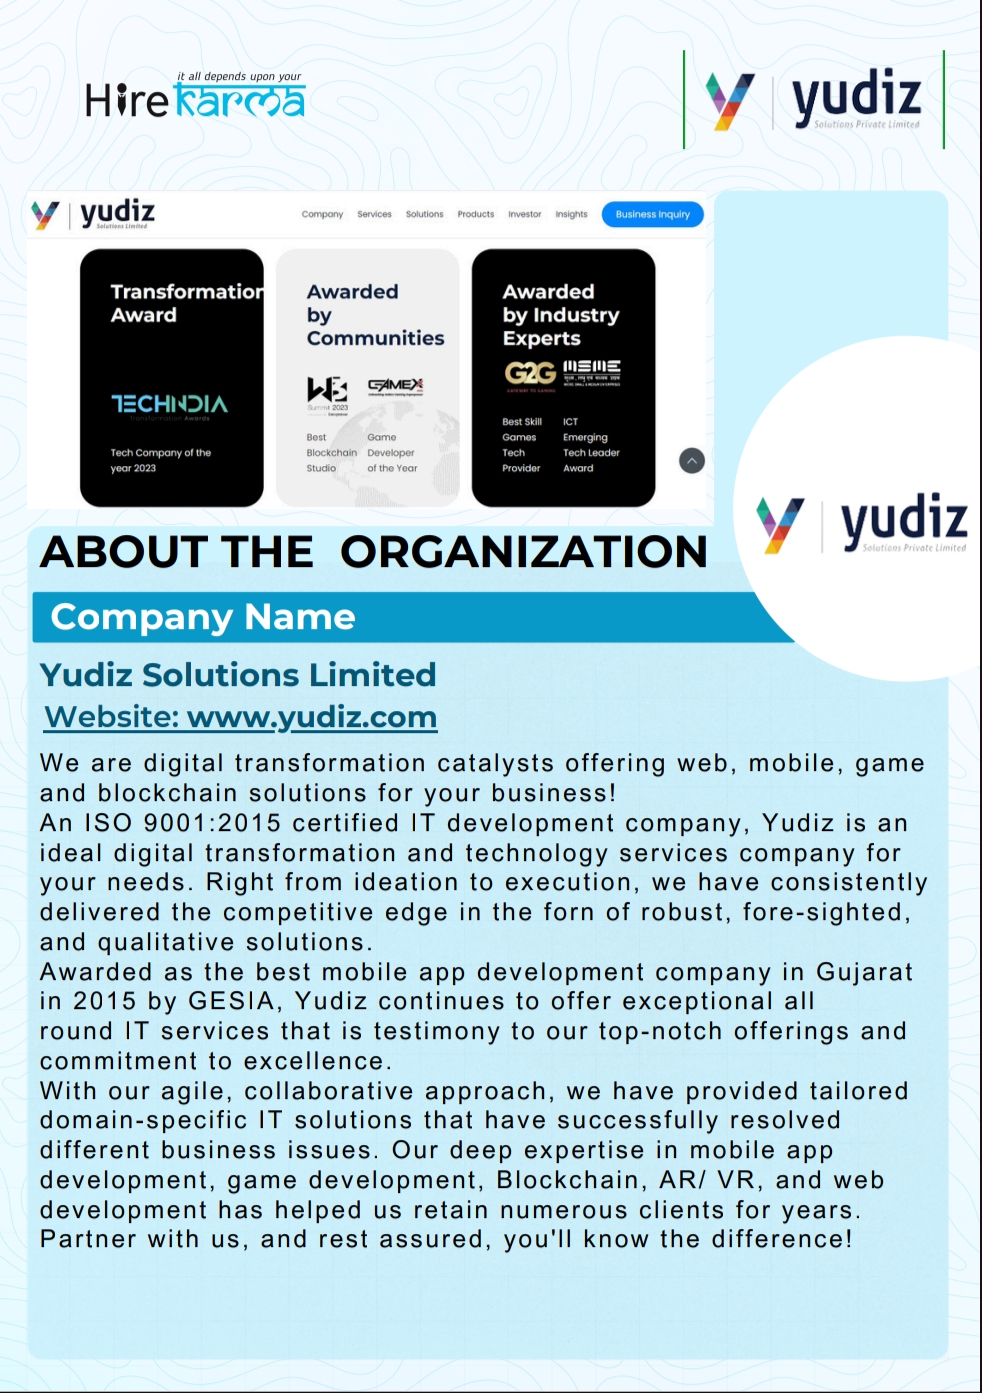 it all depends upon your
Hire Karma
yudiz
Solutions Private Limited
yudiz
Solutions Limited
Company Services Solutions Products Investor Insights Business Inquiry
Transformation
Award
TECHINDIA
Transformation Awards
Tech Company of the
year 2023
Awarded
by
Communities
W3
Summit 2023
GAMEX
Best
Blockchain
Studio
Game
Developer
of the Year
Awarded
by Industry
Experts
G2G
GATEWAY TO GAMING
MSME
Best Skill
Games
Tech
Provider
ICT
Emerging
Tech Leader
Award
yudiz
Solutions Private Limited
ABOUT THE ORGANIZATION
Company Name
Yudiz Solutions Limited
Website: www.yudiz.com
We are digital transformation catalysts offering web, mobile, game
and blockchain solutions for your business!
An ISO 9001:2015 certified IT development company, Yudiz is an
ideal digital transformation and technology services company for
your needs. Right from ideation to execution, we have consistently
delivered the competitive edge in the forn of robust, fore-sighted,
and qualitative solutions.
Awarded as the best mobile app development company in Gujarat
in 2015 by GESIA, Yudiz continues to offer exceptional all
round IT services that is testimony to our top-notch offerings and
commitment to excellence.
With our agile, collaborative approach, we have provided tailored
domain-specific IT solutions that have successfully resolved
different business issues. Our deep expertise in mobile app
development, game development, Blockchain, AR/ VR, and web
development has helped us retain numerous clients for years.
Partner with us, and rest assured, you'll know the difference!